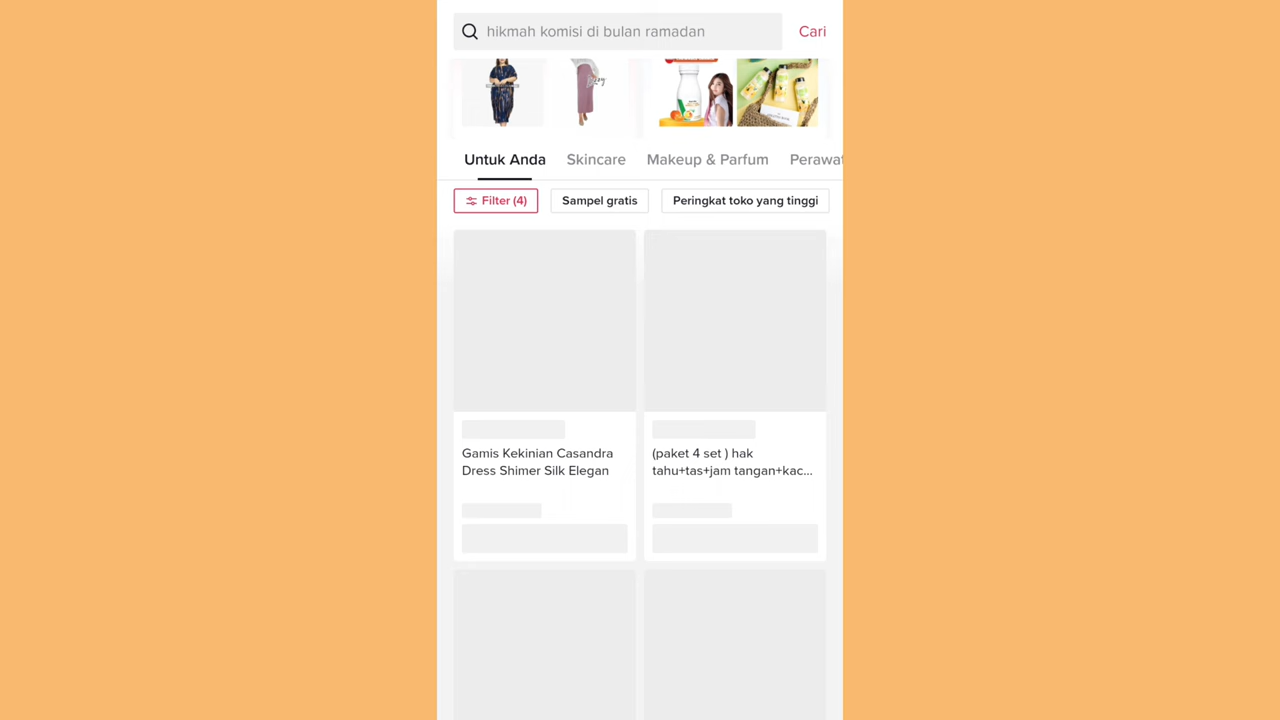 hikmah komisi di bulan ramadan
Cari
Untuk Anda
Skincare
Makeup & Parfum
Perawat
Filter (4)
Sampel gratis
Peringkat toko yang tinggi
Gamis Kekinian Casandra
Dress Shimer Silk Elegan
(paket 4 set ) hak
tahu+tas+jam tangan+kac...